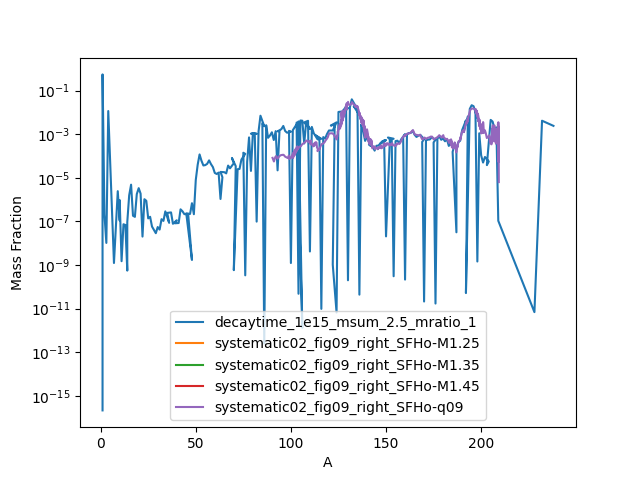 10⁻¹
10⁻³
10⁻⁵
10⁻⁷
10⁻⁹
10⁻¹¹
10⁻¹³
10⁻¹⁵
Mass Fraction
decaytime_1e15_msum_2.5_mratio_1
systematic02_fig09_right_SFHo-M1.25
systematic02_fig09_right_SFHo-M1.35
systematic02_fig09_right_SFHo-M1.45
systematic02_fig09_right_SFHo-q09
0 50 100 150 200
A